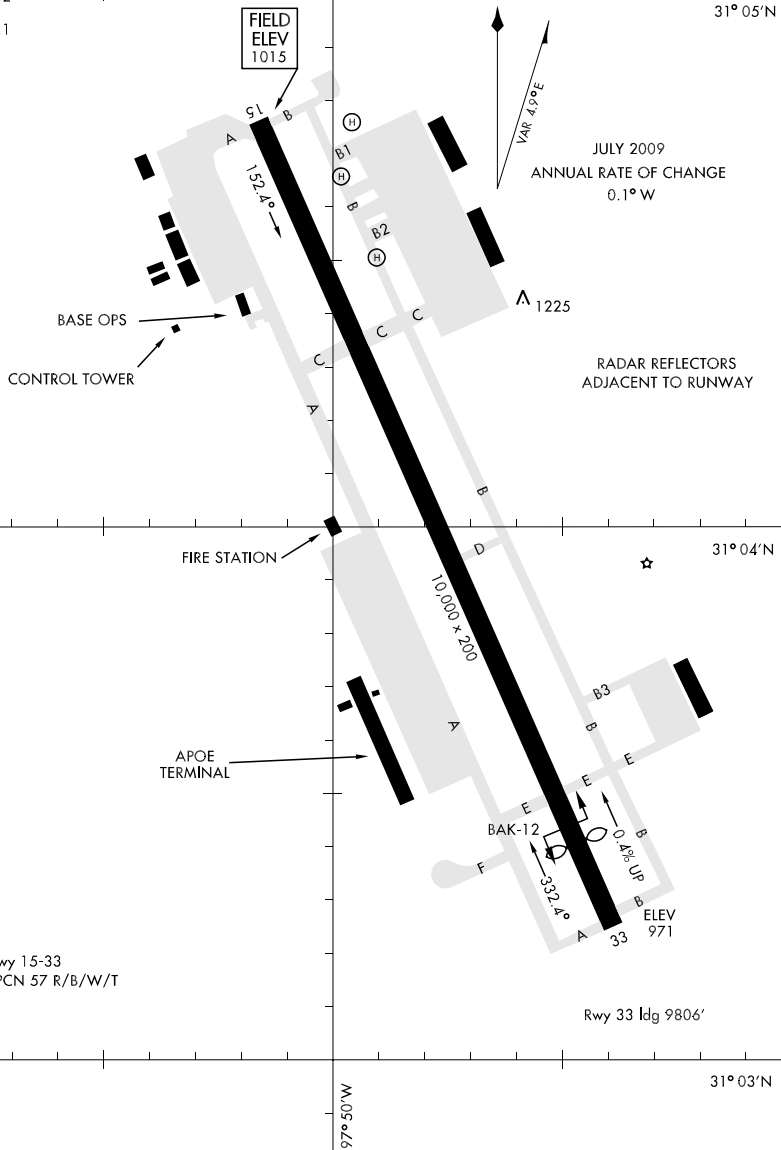 2
31° 05'N
1
FIELD
ELEV
1015
15
B
A
H
VAR 4.9° E
JULY 2009
ANNUAL RATE OF CHANGE
0.1° W
B1
H
152.4°
B
B2
H
1225
BASE OPS
C
C
C
CONTROL TOWER
RADAR REFLECTORS
ADJACENT TO RUNWAY
A
B
FIRE STATION
D
31° 04'N
10,000 x 200
B3
A
B
APOE
TERMINAL
E
E
E
BAK-12
B
0.4% UP
F
332.4°
B
ELEV
971
A
33
wy 15-33
PCN 57 R/B/W/T
Rwy 33 ldg 9806'
31° 03'N
97° 50'W